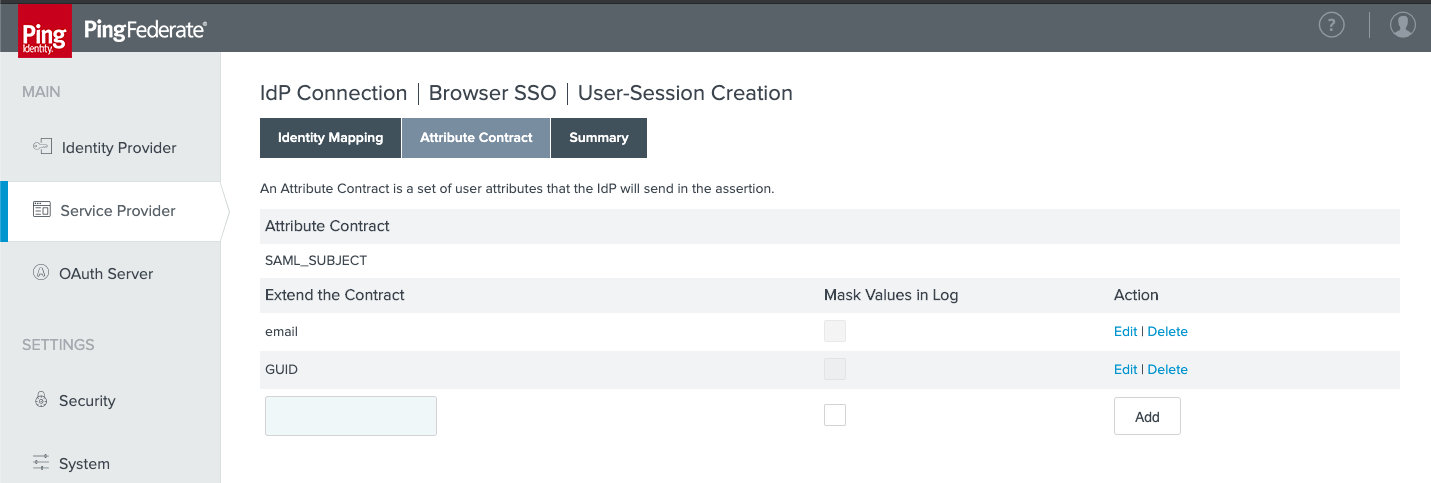 Ping
Identity.
PingFederate®
?
MAIN
Identity Provider
Service Provider
OAuth Server
SETTINGS
Security
System
IdP Connection | Browser SSO | User-Session Creation
Identity Mapping Attribute Contract Summary
An Attribute Contract is a set of user attributes that the IdP will send in the assertion.
Attribute Contract
SAML_SUBJECT
Extend the Contract Mask Values in Log Action
email Edit | Delete
GUID Edit | Delete
Add